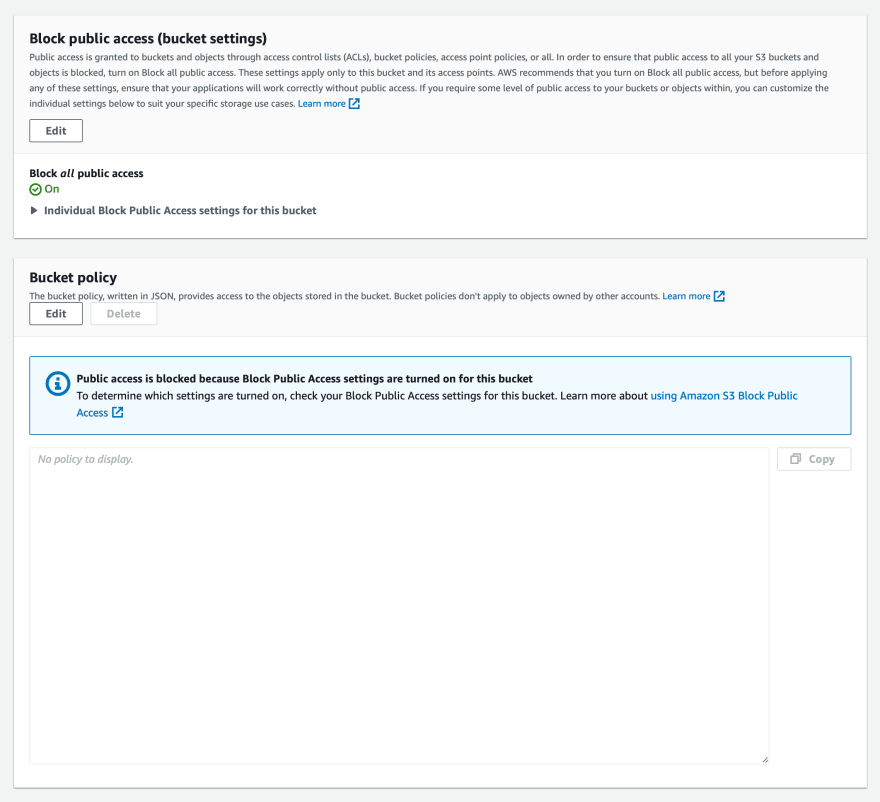 Block public access (bucket settings)
Public access is granted to buckets and objects through access control lists (ACLs), bucket policies, access point policies, or all. In order to ensure that public access to all your S3 buckets and
objects is blocked, turn on Block all public access. These settings apply only to this bucket and its access points. AWS recommends that you turn on Block all public access, but before applying
any of these settings, ensure that your applications will work correctly without public access. If you require some level of public access to your buckets or objects within, you can customize the
individual settings below to suit your specific storage use cases. Learn more
Edit
Block all public access
On
Individual Block Public Access settings for this bucket
Bucket policy
The bucket policy, written in JSON, provides access to the objects stored in the bucket. Bucket policies don't apply to objects owned by other accounts. Learn more
Edit Delete
Public access is blocked because Block Public Access settings are turned on for this bucket
To determine which settings are turned on, check your Block Public Access settings for this bucket. Learn more about using Amazon S3 Block Public
Access
No policy to display.
Copy